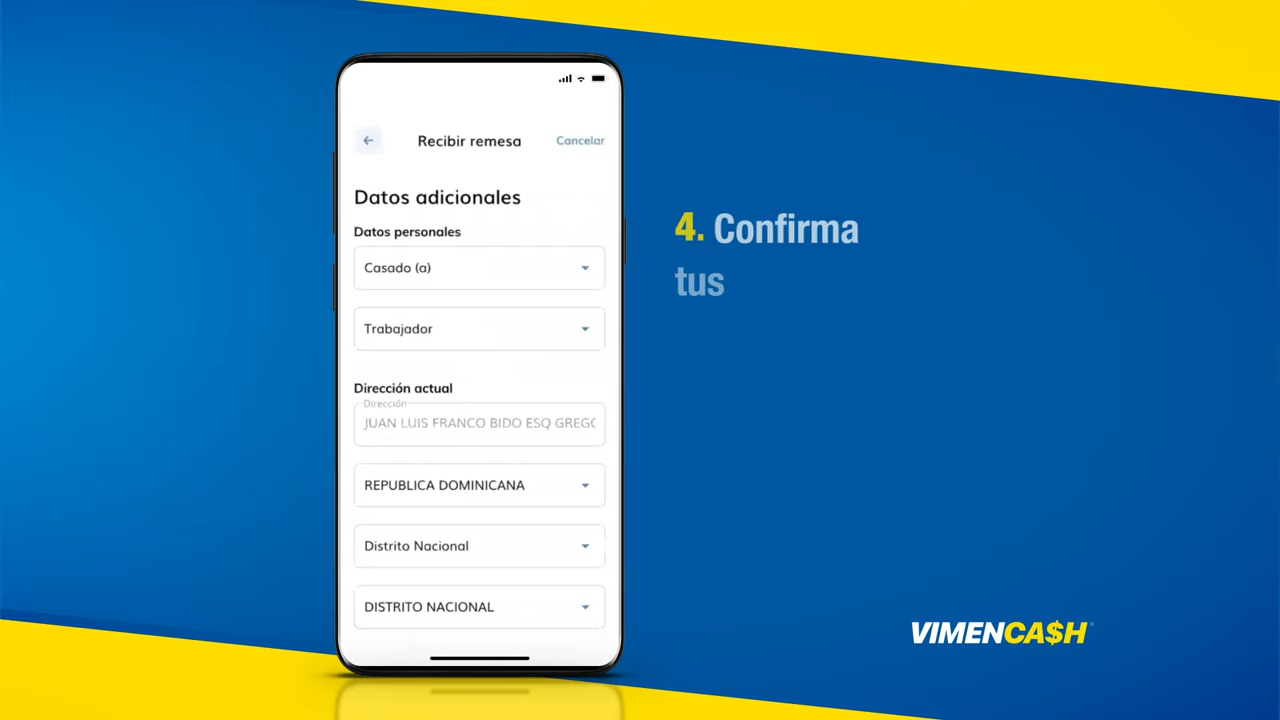 Recibir remesa
Cancelar
Datos adicionales
Datos personales
Casado (a)
Trabajador
Dirección actual
Dirección
JUAN LUIS FRANCO BIDO ESQ GREGO
REPUBLICA DOMINICANA
Distrito Nacional
DISTRITO NACIONAL
4. Confirma
tus
VIMENCA$H